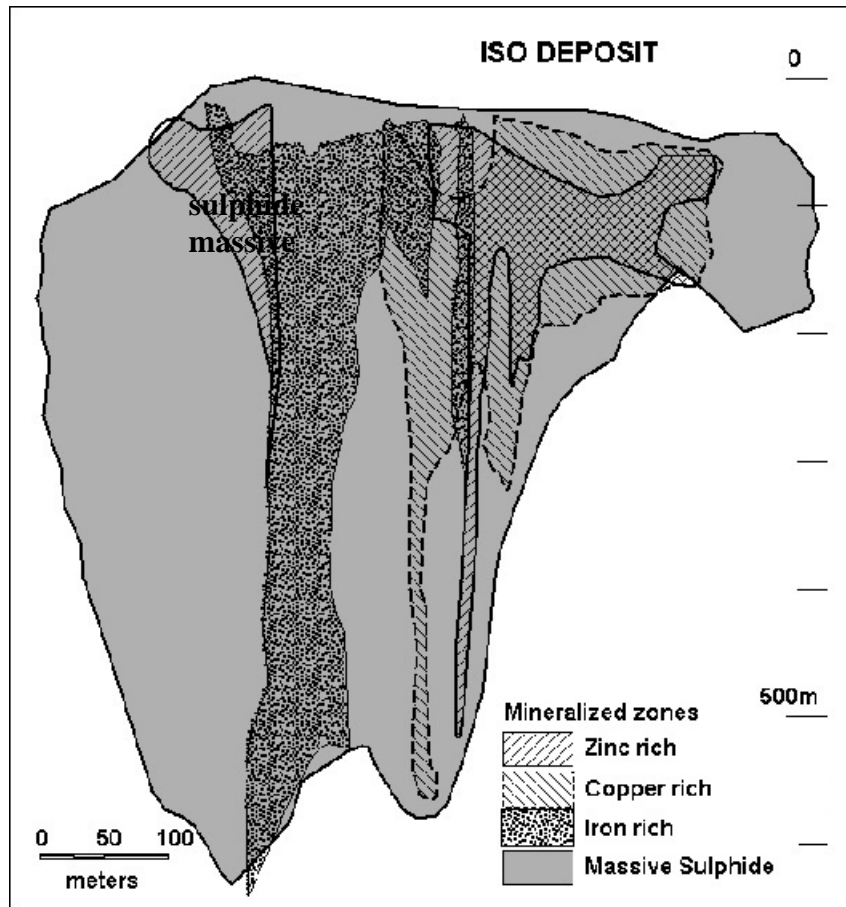 ISO DEPOSIT
0
sulphide
massive
500m
Mineralized zones
Zinc rich
Copper rich
Iron rich
Massive Sulphide
0 50 100
meters